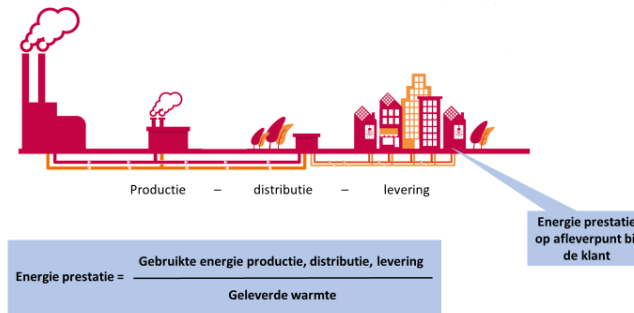 Productie – distributie – levering
Energie prestatie
op afleverpunt bi
de klant
Energie prestatie =
Gebruikte energie productie, distributie, levering
Geleverde warmte